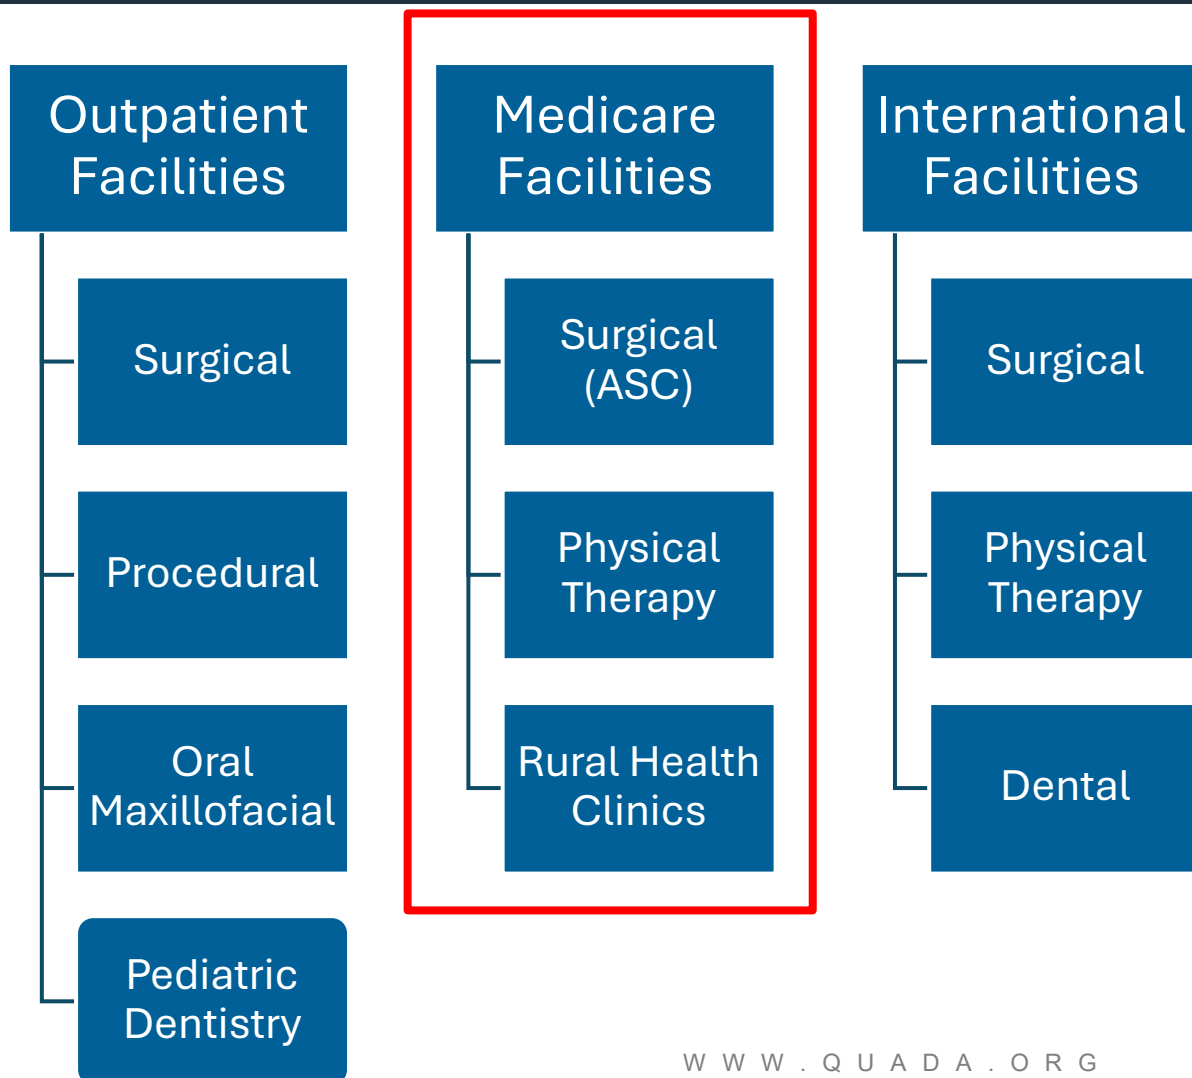 Outpatient
Facilities
Surgical
Procedural
Oral
Maxillofacial
Pediatric
Dentistry
Medicare
Facilities
Surgical
(ASC)
Physical
Therapy
Rural Health
Clinics
International
Facilities
Surgical
Physical
Therapy
Dental
WWW.QUADA.ORG